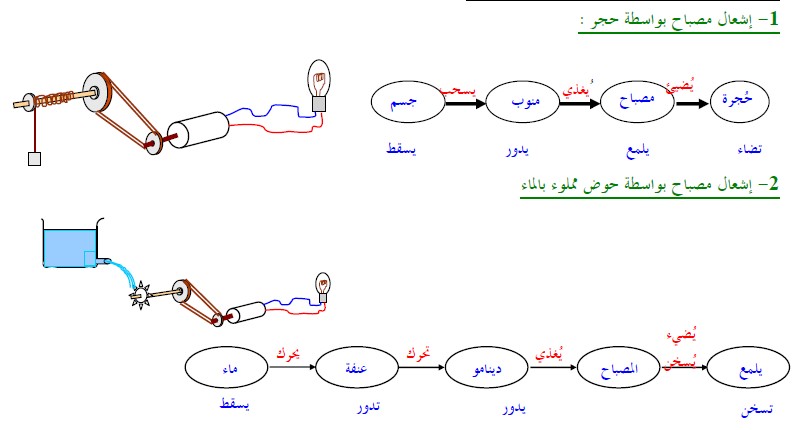 1- إشعال مصباح بواسطة حجر :
جسم يسحب منوب يُغذي مصباح يُضيئ حُجرة
يسقط يدور يلمع تضاء
2- إشعال مصباح بواسطة حوض مملوء بالماء
يُضيء
ماء يحرك عنفة تحرك دينامو يُغذي المصباح يُسخن يلمع
يسقط تدور يدور تسخن